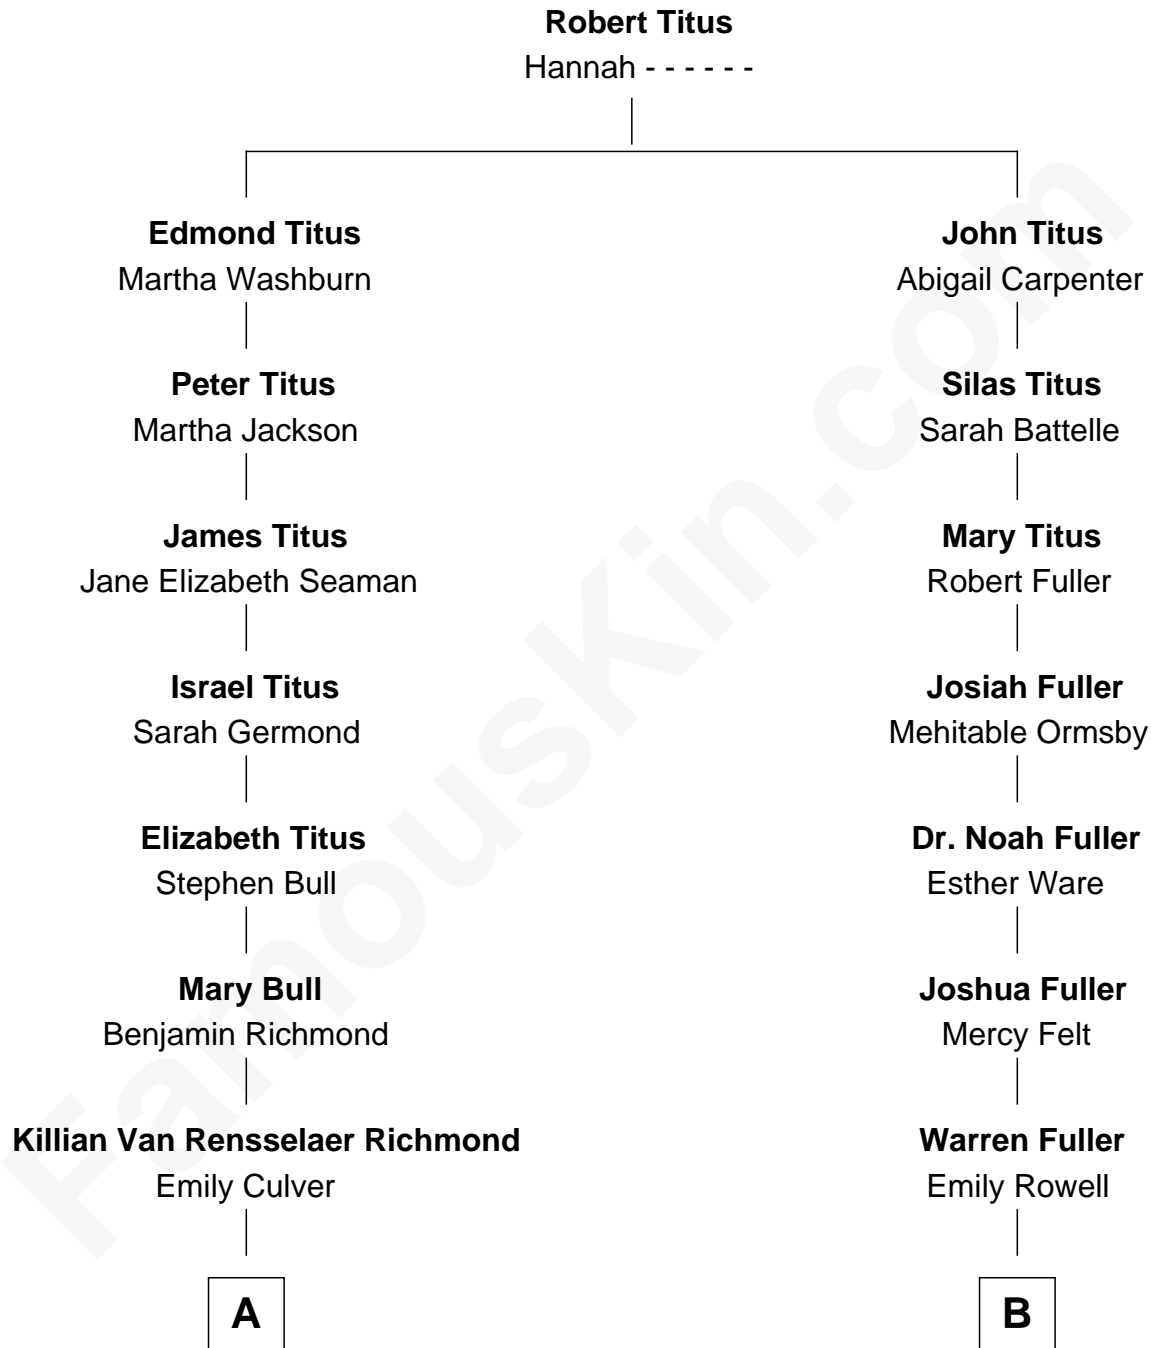 Robert Titus
Hannah - - - - - -
Edmond Titus
Martha Washburn
Peter Titus
Martha Jackson
James Titus
Jane Elizabeth Seaman
Israel Titus
Sarah Germond
Elizabeth Titus
Stephen Bull
Mary Bull
Benjamin Richmond
Killian Van Rensselaer Richmond
Emily Culver
A
John Titus
Abigail Carpenter
Silas Titus
Sarah Battelle
Mary Titus
Robert Fuller
Josiah Fuller
Mehitable Ormsby
Dr. Noah Fuller
Esther Ware
Joshua Fuller
Mercy Felt
Warren Fuller
Emily Rowell
B
FamousKin.com